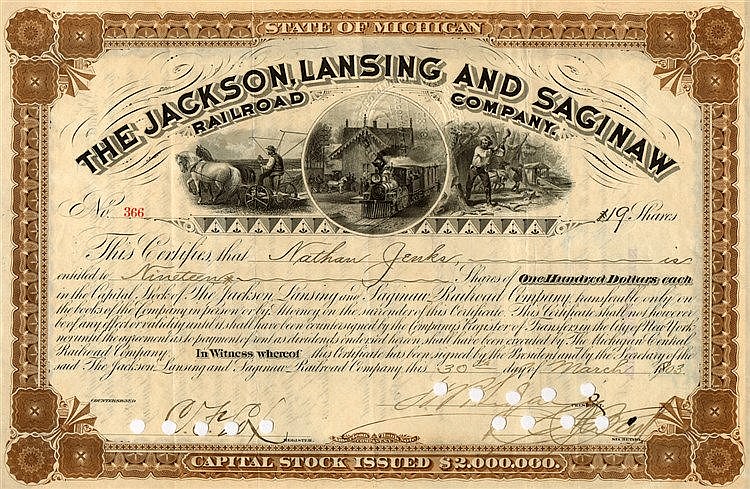 STATE OF MICHIGAN
THE JACKSON, LANSING AND SAGINAW
RAILROAD COMPANY.
No. 366
19 Shares
This Certifies, that Nathan Jenks is
entitled to Nineteen Shares of One Hundred Dollars each
in the Capital Stock of The Jackson, Lansing and Saginaw Railroad Company, transferable only on
the books of the Company in person or by Attorney on the surrender of this Certificate. This Certificate shall not however
be of any effect or validity until it shall have been countersigned by the Company's Register of Transfer in the City of New York
nor until the agreement as to payment of rent or dividends endorsed hereon shall have been executed by The Michigan Central
Railroad Company. In Witness whereof this Certificate has been signed by the President and by the Secretary of the
said The Jackson, Lansing and Saginaw Railroad Company this 30th day of March 1903.
COUNTERSIGNED
REGISTER.
PRESIDENT
SECRETARY.
CAPITAL STOCK ISSUED $2,000,000.